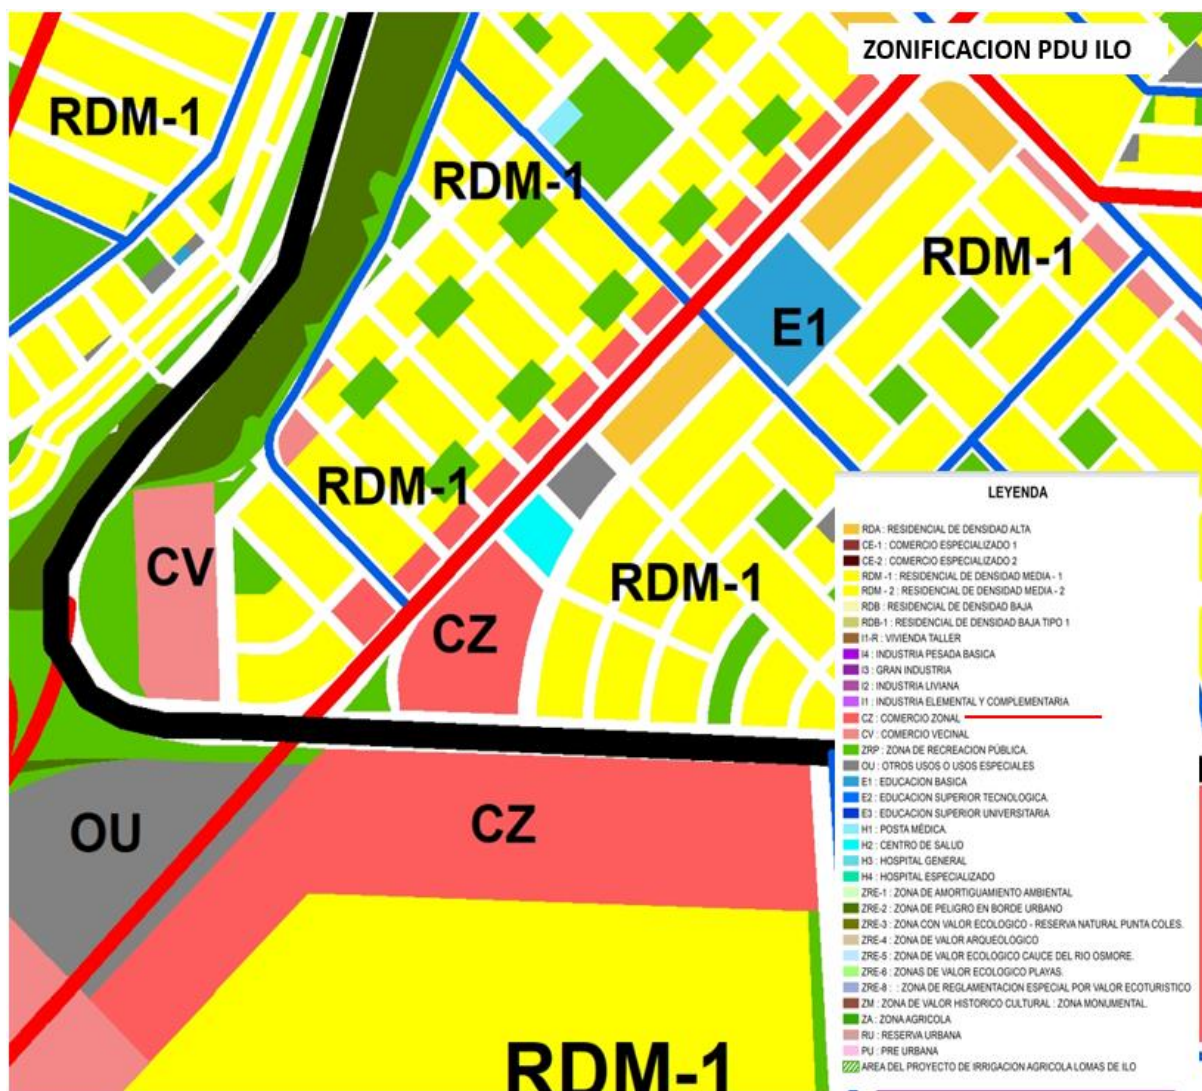 ZONIFICACION PDU ILO
RDM-1
RDM-1
RDM-1
E1
RDM-1
CV
RDM-1
CZ
OU
CZ
RDM-1
LEYENDA
RDA : RESIDENCIAL DE DENSIDAD ALTA
CE-1 : COMERCIO ESPECIALIZADO 1
CE-2 : COMERCIO ESPECIALIZADO 2
RDM -1 : RESIDENCIAL DE DENSIDAD MEDIA - 1
RDM - 2 : RESIDENCIAL DE DENSIDAD MEDIA - 2
RDB : RESIDENCIAL DE DENSIDAD BAJA
RDB-1 : RESIDENCIAL DE DENSIDAD BAJA TIPO 1
I1-R : VIVIENDA TALLER
I4 : INDUSTRIA PESADA BASICA
I3 : GRAN INDUSTRIA
I2 : INDUSTRIA LIVIANA
I1 : INDUSTRIA ELEMENTAL Y COMPLEMENTARIA
CZ : COMERCIO ZONAL
CV : COMERCIO VECINAL
ZRP : ZONA DE RECREACION PÚBLICA.
OU : OTROS USOS O USOS ESPECIALES
E1 : EDUCACION BASICA
E2 : EDUCACION SUPERIOR TECNOLOGICA.
E3 : EDUCACION SUPERIOR UNIVERSITARIA
H1 : POSTA MÉDICA.
H2 : CENTRO DE SALUD
H3 : HOSPITAL GENERAL
H4 : HOSPITAL ESPECIALIZADO
ZRE-1 : ZONA DE AMORTIGUAMIENTO AMBIENTAL
ZRE-2 : ZONA DE PELIGRO EN BORDE URBANO
ZRE-3 : ZONA CON VALOR ECOLOGICO - RESERVA NATURAL PUNTA COLES.
ZRE-4 : ZONA DE VALOR ARQUEOLOGICO
ZRE-5 : ZONA DE VALOR ECOLOGICO CAUCE DEL RIO OSMORE.
ZRE-6 : ZONAS DE VALOR ECOLOGICO PLAYAS.
ZRE-8 : : ZONA DE REGLAMENTACION ESPECIAL POR VALOR ECOTURISTICO
ZM : ZONA DE VALOR HISTORICO CULTURAL : ZONA MONUMENTAL.
ZA : ZONA AGRICOLA
RU : RESERVA URBANA
PU : PRE URBANA
AREA DEL PROYECTO DE IRRIGACION AGRICOLA LOMAS DE ILO